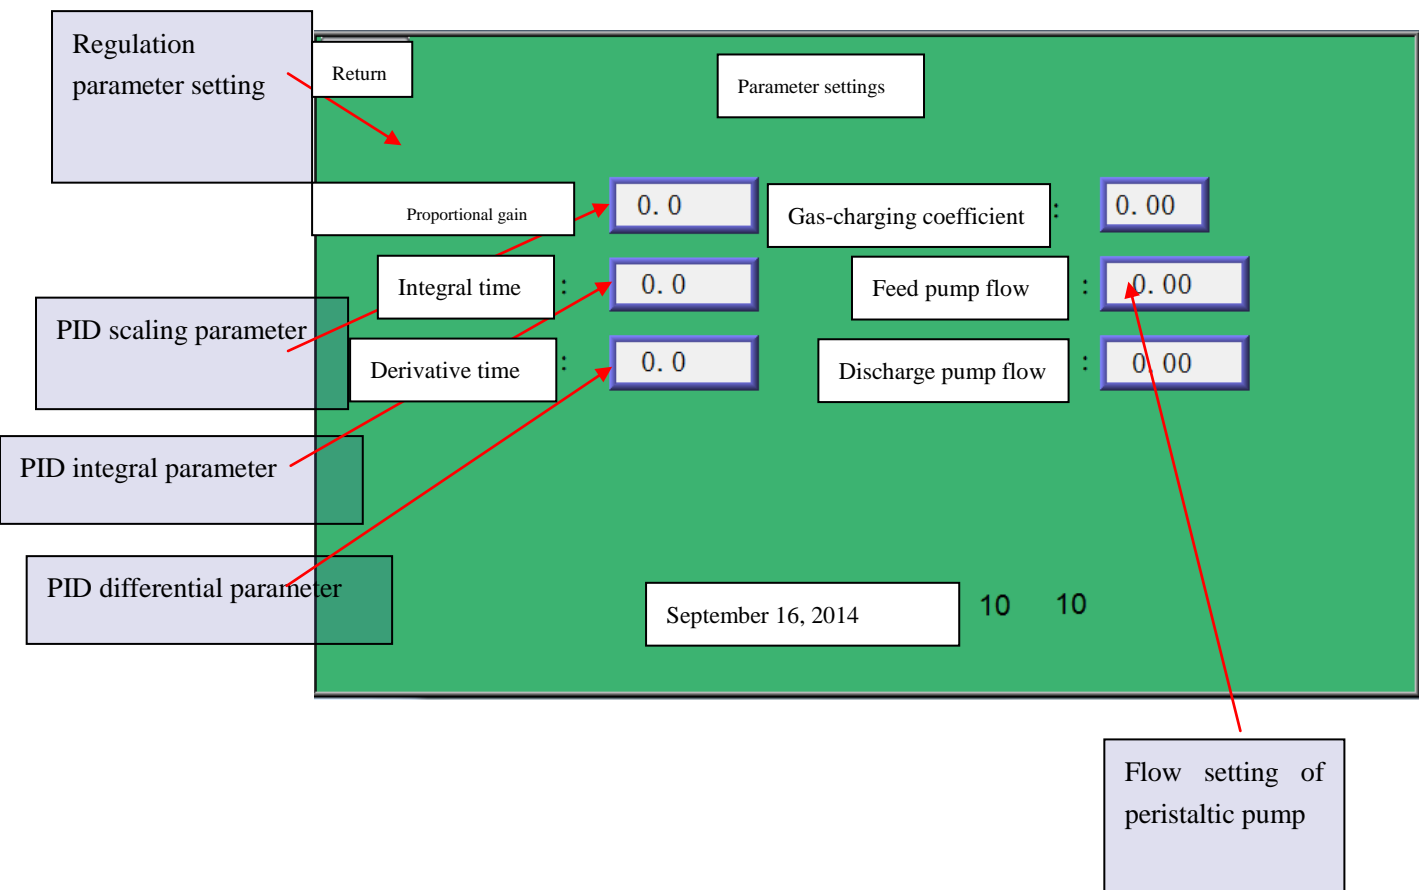 Regulation
parameter setting
Return
Parameter settings
Proportional gain
0.0
Gas-charging coefficient :
0.00
Integral time :
0.0
Feed pump flow :
0.00
PID scaling parameter
Derivative time :
0.0
Discharge pump flow :
0.00
PID integral parameter
PID differential parameter
September 16, 2014
10 10
Flow setting of
peristaltic pump